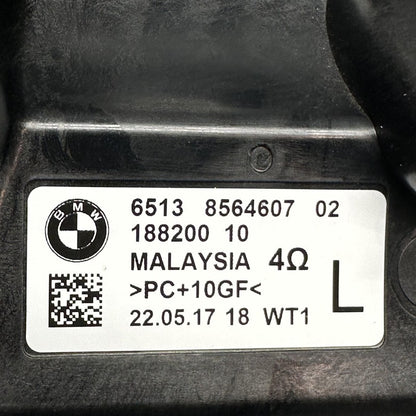 BMW
6513 8564607 02
188200 10
MALAYSIA 4Ω
>PC+10GF<
L
22.05.17 18 WT1